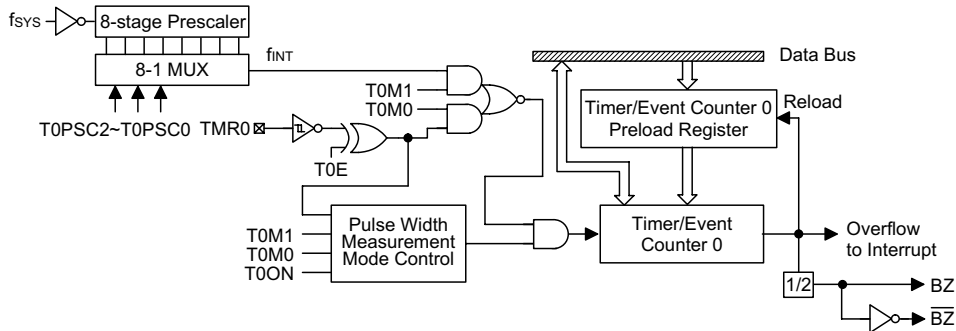 fSYS
8-stage Prescaler
8-1 MUX
fINT
T0PSC2~T0PSC0
TMR0
T0E
T0M1
T0M0
T0M1
T0M0
T0ON
Pulse Width
Measurement
Mode Control
Data Bus
Timer/Event Counter 0
Preload Register
Reload
Timer/Event
Counter 0
Overflow
to Interrupt
1/2
BZ
B̅Z̅